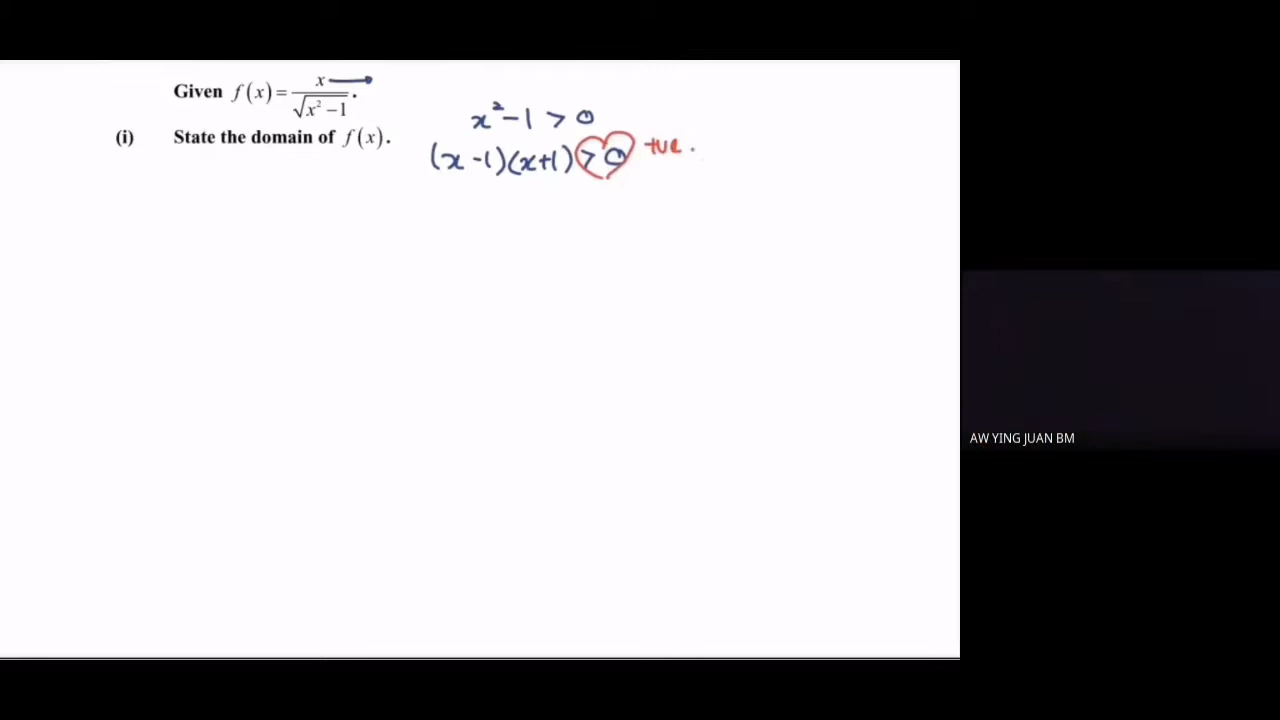 Given f(x) = x / √(x² − 1) .
x² − 1 > 0
(i) State the domain of f(x).
(x − 1)(x + 1) > 0 +ve .
AW YING JUAN BM